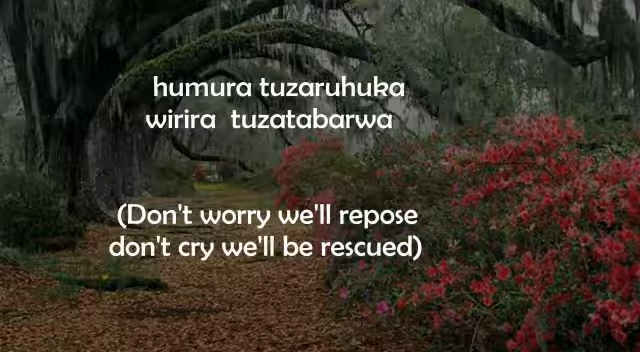 humura tuzaruhuka
wirira tuzatabarwa
(Don't worry we'll repose
don't cry we'll be rescued)